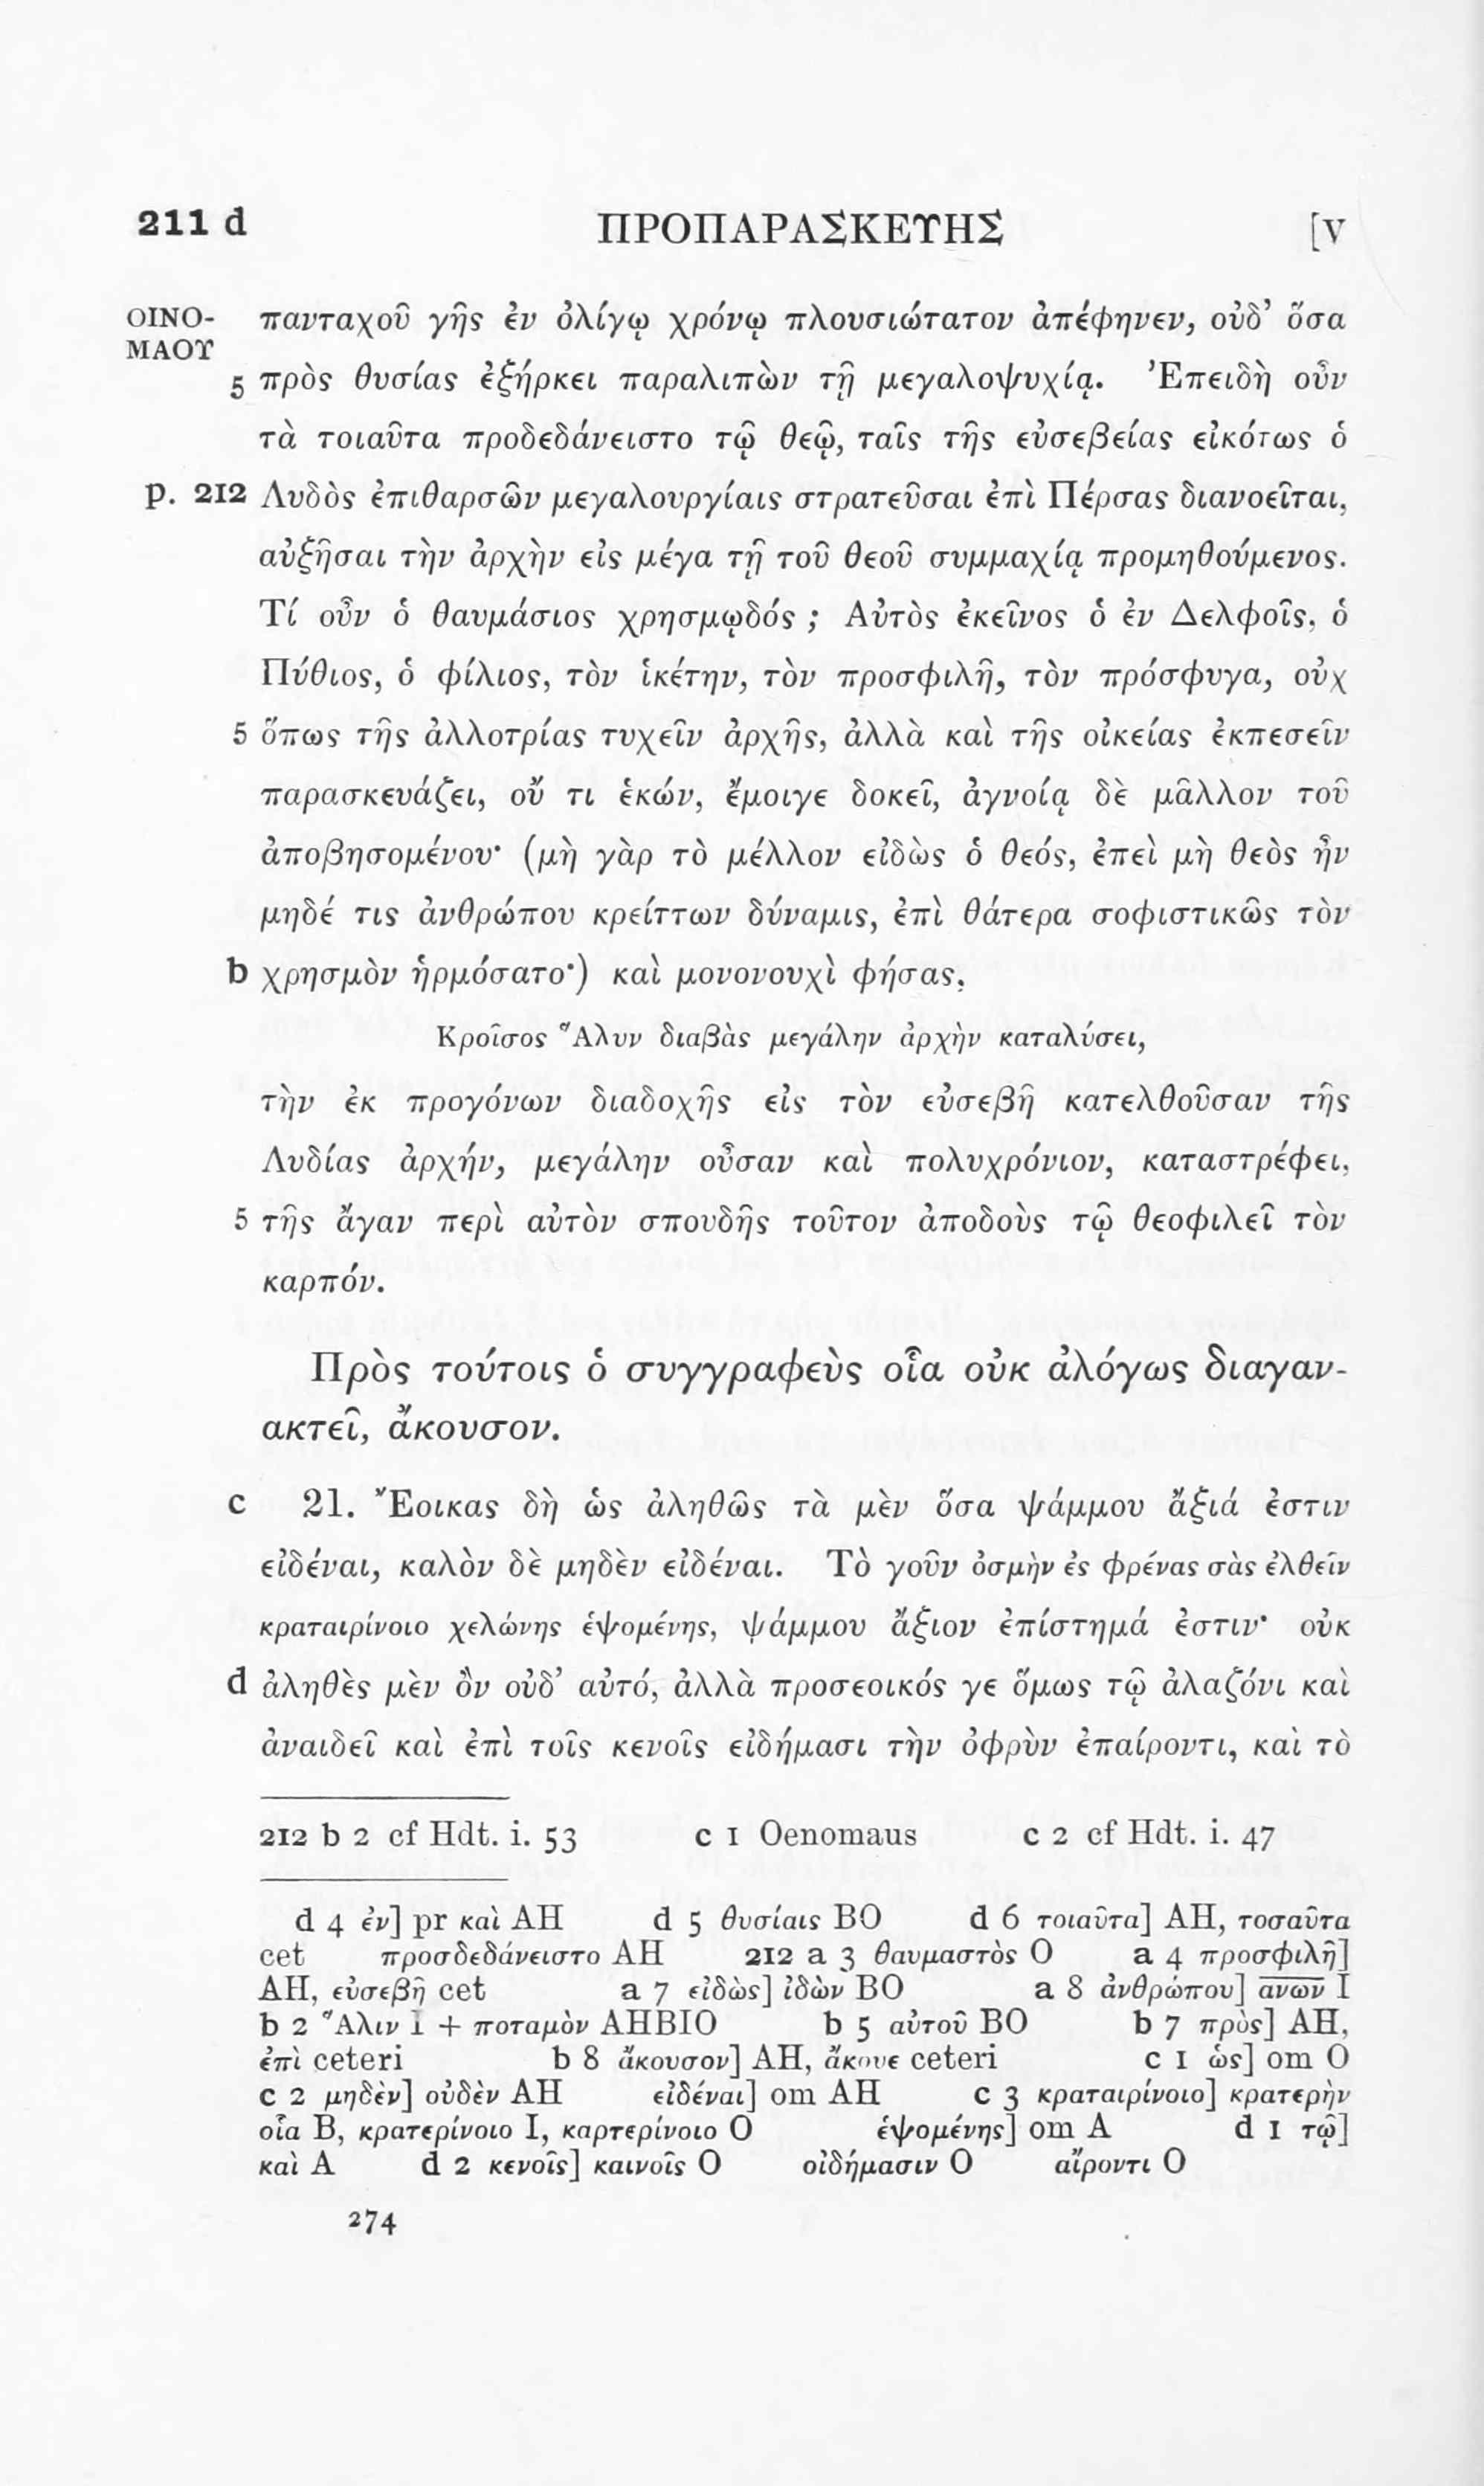 211 d ΠΡΟΠΑΡΑΣΚΕΥΗΣ [V
ΟΙΝΟ- πανταχοῦ γῆς ἐν ὀλίγῳ χρόνῳ πλουσιώτατον ἀπέφηνεν, οὐδ’ ὅσα
ΜΑΟΥ
5 πρὸς θυσίας ἐξήρκει παραλιπὼν τῇ μεγαλοψυχίᾳ. Ἐπειδὴ οὖν
τὰ τοιαῦτα προδεδάνειστο τῷ θεῷ, ταῖς τῆς εὐσεβείας εἰκότως ὁ
p. 212 Λυδὸς ἐπιθαρσῶν μεγαλουργίαις στρατεῦσαι ἐπὶ Πέρσας διανοεῖται,
αὐξῆσαι τὴν ἀρχὴν εἰς μέγα τῇ τοῦ θεοῦ συμμαχίᾳ προμηθούμενος.
Τί οὖν ὁ θαυμάσιος χρησμῳδός ; Αὐτὸς ἐκεῖνος ὁ ἐν Δελφοῖς, ὁ
Πύθιος, ὁ φίλιος, τὸν ἱκέτην, τὸν προσφιλῆ, τὸν πρόσφυγα, οὐχ
5 ὅπως τῆς ἀλλοτρίας τυχεῖν ἀρχῆς, ἀλλὰ καὶ τῆς οἰκείας ἐκπεσεῖν
παρασκευάζει, οὔ τι ἑκών, ἔμοιγε δοκεῖ, ἀγνοίᾳ δὲ μᾶλλον τοῦ
ἀποβησομένου· (μὴ γὰρ τὸ μέλλον εἰδὼς ὁ θεός, ἐπεὶ μὴ θεὸς ἦν
μηδέ τις ἀνθρώπου κρείττων δύναμις, ἐπὶ θάτερα σοφιστικῶς τὸν
b χρησμὸν ἡρμόσατο·) καὶ μονονουχὶ φήσας,
Κροῖσος Ἅλυν διαβὰς μεγάλην ἀρχὴν καταλύσει,
τὴν ἐκ προγόνων διαδοχῆς εἰς τὸν εὐσεβῆ κατελθοῦσαν τῆς
Λυδίας ἀρχήν, μεγάλην οὖσαν καὶ πολυχρόνιον, καταστρέφει,
5 τῆς ἄγαν περὶ αὐτὸν σπουδῆς τοῦτον ἀποδοὺς τῷ θεοφιλεῖ τὸν
καρπόν.
Πρὸς τούτοις ὁ συγγραφεὺς οἷα οὐκ ἀλόγως διαγαν-
ακτεῖ, ἄκουσον.
c 21. Ἔοικας δὴ ὡς ἀληθῶς τὰ μὲν ὅσα ψάμμου ἄξιά ἐστιν
εἰδέναι, καλὸν δὲ μηδὲν εἰδέναι. Τὸ γοῦν ὀσμὴν ἐς φρένας σὰς ἐλθεῖν
κραταιρίνοιο χελώνης ἑψομένης, ψάμμου ἄξιον ἐπίστημά ἐστιν· οὐκ
d ἀληθὲς μὲν ὂν οὐδ’ αὐτό, ἀλλὰ προσεοικός γε ὅμως τῷ ἀλαζόνι καὶ
ἀναιδεῖ καὶ ἐπὶ τοῖς κενοῖς εἰδήμασι τὴν ὀφρὺν ἐπαίροντι, καὶ τὸ
212 b 2 cf Hdt. i. 53 c 1 Oenomaus c 2 cf Hdt. i. 47
d 4 ἐν] pr καὶ AH d 5 θυσίαις BO d 6 τοιαῦτα] AH, τοσαῦτα
cet προσδεδάνειστο AH 212 a 3 θαυμαστὸς O a 4 προσφιλῆ]
AH, εὐσεβῆ cet a 7 εἰδὼς] ἰδὼν BO a 8 ἀνθρώπου] α̅ν̅ω̅ν̅ I
b 2 Ἅλιν I + ποταμὸν AHBIO b 5 αὐτοῦ BO b 7 πρὸς] AH,
ἐπὶ ceteri b 8 ἄκουσον] AH, ἄκουε ceteri c 1 ὡς] om O
c 2 μηδὲν] οὐδὲν AH εἰδέναι] om AH c 3 κραταιρίνοιο] κρατερὴν
οἷα B, κρατερίνοιο I, καρτερίνοιο O ἑψομένης] om A d 1 τῷ]
καὶ A d 2 κενοῖς] καινοῖς O οἰδήμασιν O αἴροντι O
274